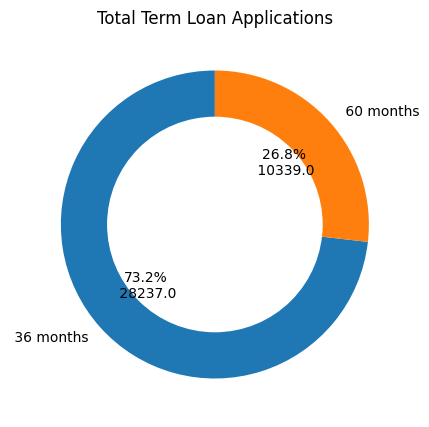 Total Term Loan Applications
60 months
26.8%
10339.0
73.2%
28237.0
36 months